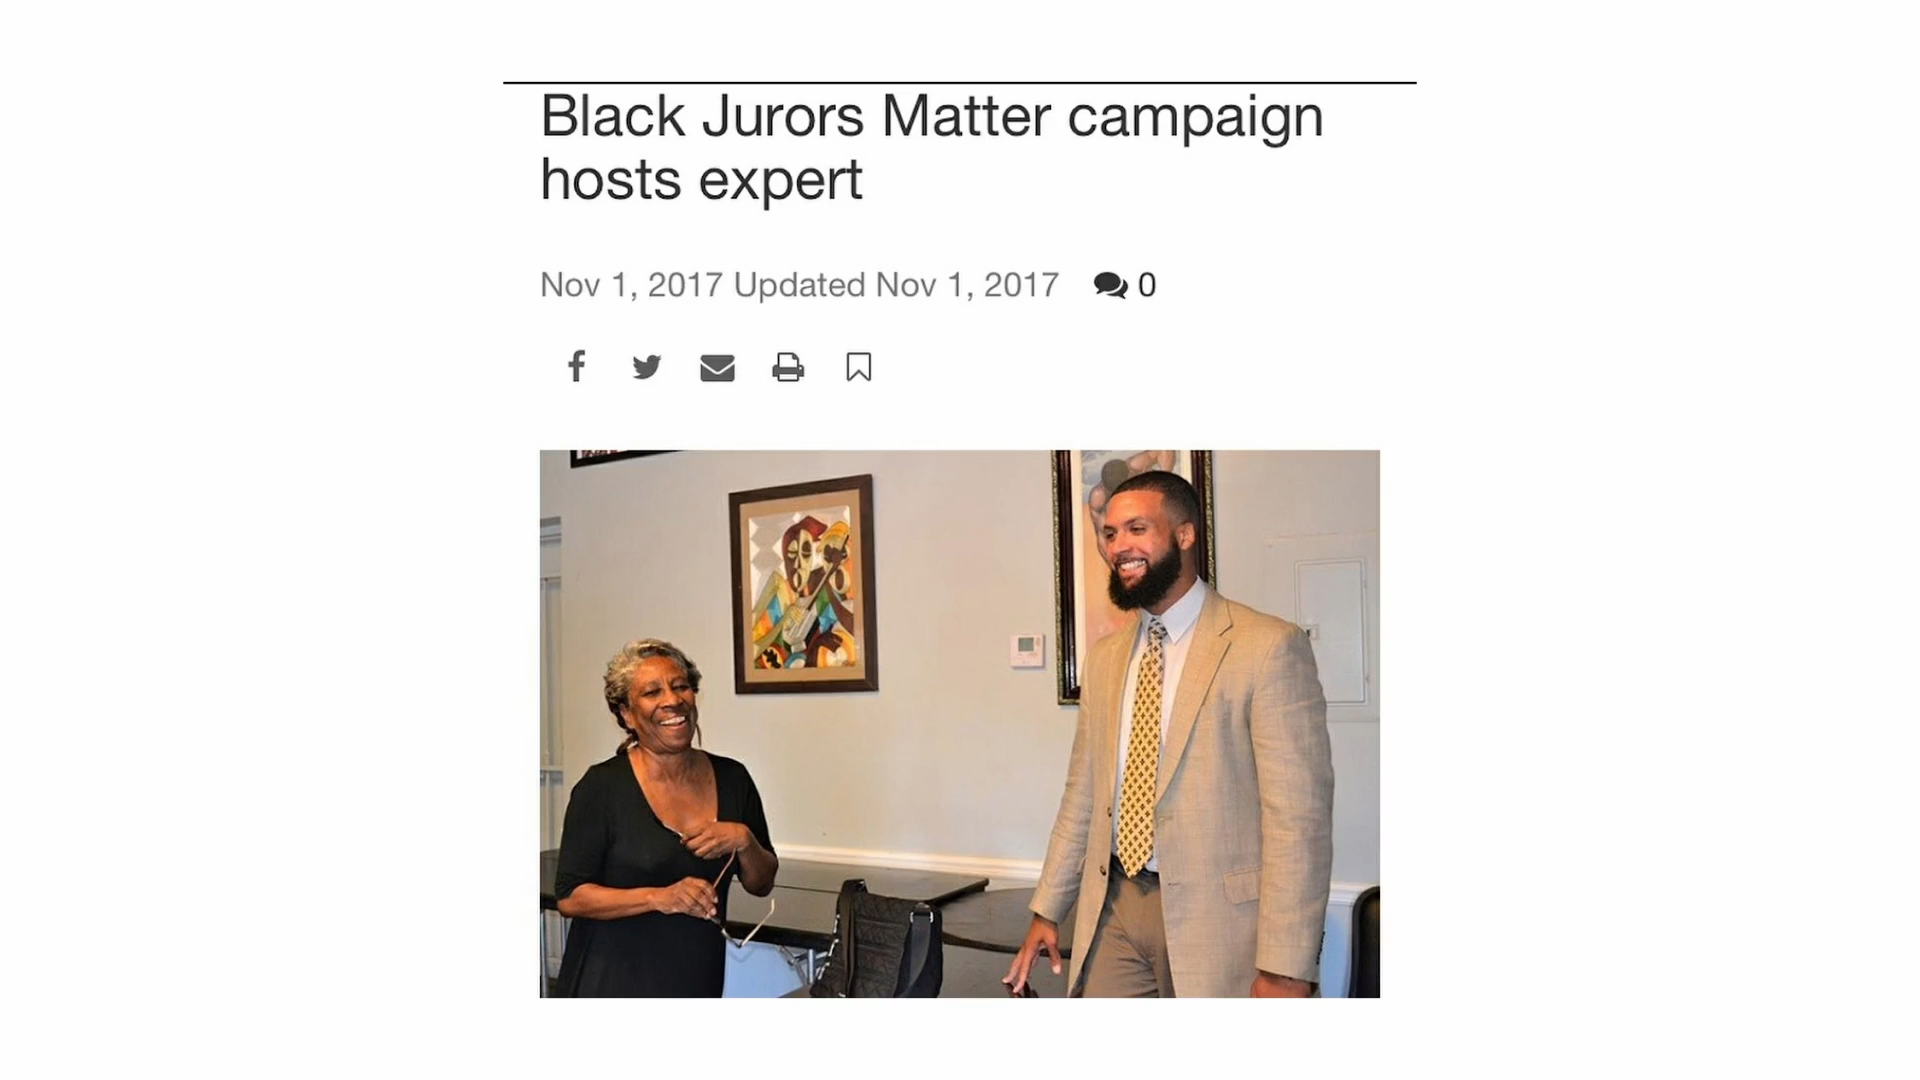 Black Jurors Matter campaign
hosts expert
Nov 1, 2017 Updated Nov 1, 2017 0